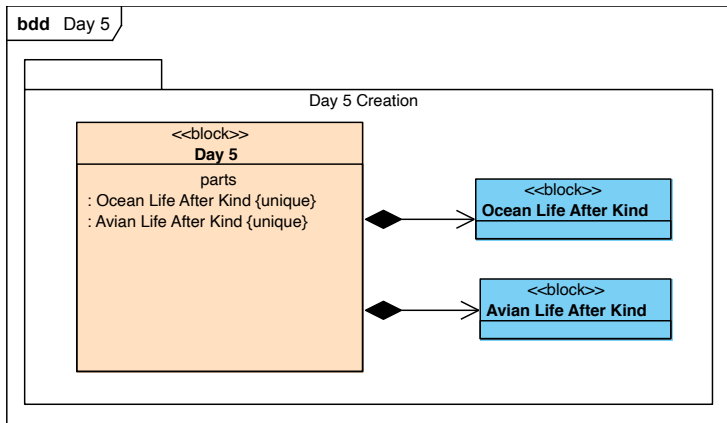 bdd Day 5
Day 5 Creation
<<block>>
Day 5
parts
: Ocean Life After Kind {unique}
: Avian Life After Kind {unique}
<<block>>
Ocean Life After Kind
<<block>>
Avian Life After Kind